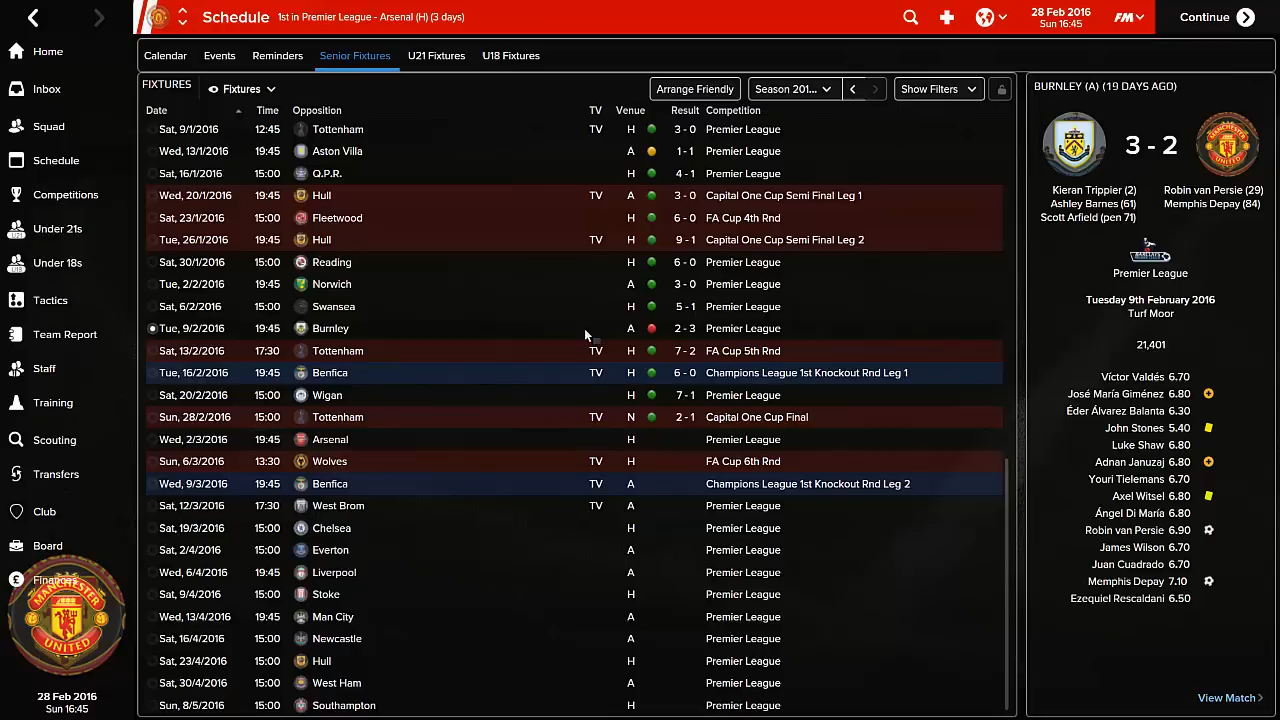 Schedule 1st in Premier League - Arsenal (H) (3 days)
28 Feb 2016
Sun 16:45
FM
Continue
Home
Inbox
Squad
Schedule
Competitions
Under 21s
Under 18s
Tactics
Team Report
Staff
Training
Scouting
Transfers
Club
Board
Finances
MANCHESTER
UNITED
28 Feb 2016
Sun 16:45
Calendar Events Reminders Senior Fixtures U21 Fixtures U18 Fixtures
FIXTURES Fixtures Arrange Friendly Season 201... Show Filters
Date Time Opposition TV Venue Result Competition
Sat, 9/1/2016 12:45 Tottenham TV H 3 - 0 Premier League
Wed, 13/1/2016 19:45 Aston Villa A 1 - 1 Premier League
Sat, 16/1/2016 15:00 Q.P.R. H 4 - 1 Premier League
Wed, 20/1/2016 19:45 Hull TV A 3 - 0 Capital One Cup Semi Final Leg 1
Sat, 23/1/2016 15:00 Fleetwood H 6 - 0 FA Cup 4th Rnd
Tue, 26/1/2016 19:45 Hull TV H 9 - 1 Capital One Cup Semi Final Leg 2
Sat, 30/1/2016 15:00 Reading H 6 - 0 Premier League
Tue, 2/2/2016 19:45 Norwich A 3 - 0 Premier League
Sat, 6/2/2016 15:00 Swansea H 5 - 1 Premier League
Tue, 9/2/2016 19:45 Burnley A 2 - 3 Premier League
Sat, 13/2/2016 17:30 Tottenham TV H 7 - 2 FA Cup 5th Rnd
Tue, 16/2/2016 19:45 Benfica TV H 6 - 0 Champions League 1st Knockout Rnd Leg 1
Sat, 20/2/2016 15:00 Wigan H 7 - 1 Premier League
Sun, 28/2/2016 15:00 Tottenham TV N 2 - 1 Capital One Cup Final
Wed, 2/3/2016 19:45 Arsenal H Premier League
Sun, 6/3/2016 13:30 Wolves TV H FA Cup 6th Rnd
Wed, 9/3/2016 19:45 Benfica TV A Champions League 1st Knockout Rnd Leg 2
Sat, 12/3/2016 17:30 West Brom TV A Premier League
Sat, 19/3/2016 15:00 Chelsea H Premier League
Sat, 2/4/2016 15:00 Everton A Premier League
Wed, 6/4/2016 19:45 Liverpool A Premier League
Sat, 9/4/2016 15:00 Stoke H Premier League
Wed, 13/4/2016 19:45 Man City A Premier League
Sat, 16/4/2016 15:00 Newcastle A Premier League
Sat, 23/4/2016 15:00 Hull H Premier League
Sat, 30/4/2016 15:00 West Ham A Premier League
Sun, 8/5/2016 15:00 Southampton H Premier League
BURNLEY (A) (19 DAYS AGO)
3 - 2
Kieran Trippier (2) Robin van Persie (29)
Ashley Barnes (61) Memphis Depay (84)
Scott Arfield (pen 71)
Premier League
Tuesday 9th February 2016
Turf Moor
21,401
Víctor Valdés 6.70
José María Giménez 6.80
Éder Álvarez Balanta 6.30
John Stones 5.40
Luke Shaw 6.80
Adnan Januzaj 6.80
Youri Tielemans 6.70
Axel Witsel 6.80
Ángel Di María 6.80
Robin van Persie 6.90
James Wilson 6.70
Juan Cuadrado 6.70
Memphis Depay 7.10
Ezequiel Rescaldani 6.50
View Match